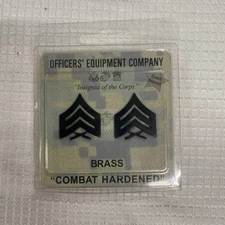 OFFICERS' EQUIPMENT COMPANY
"Insignia of the Corps"
BRASS
"COMBAT HARDENED"